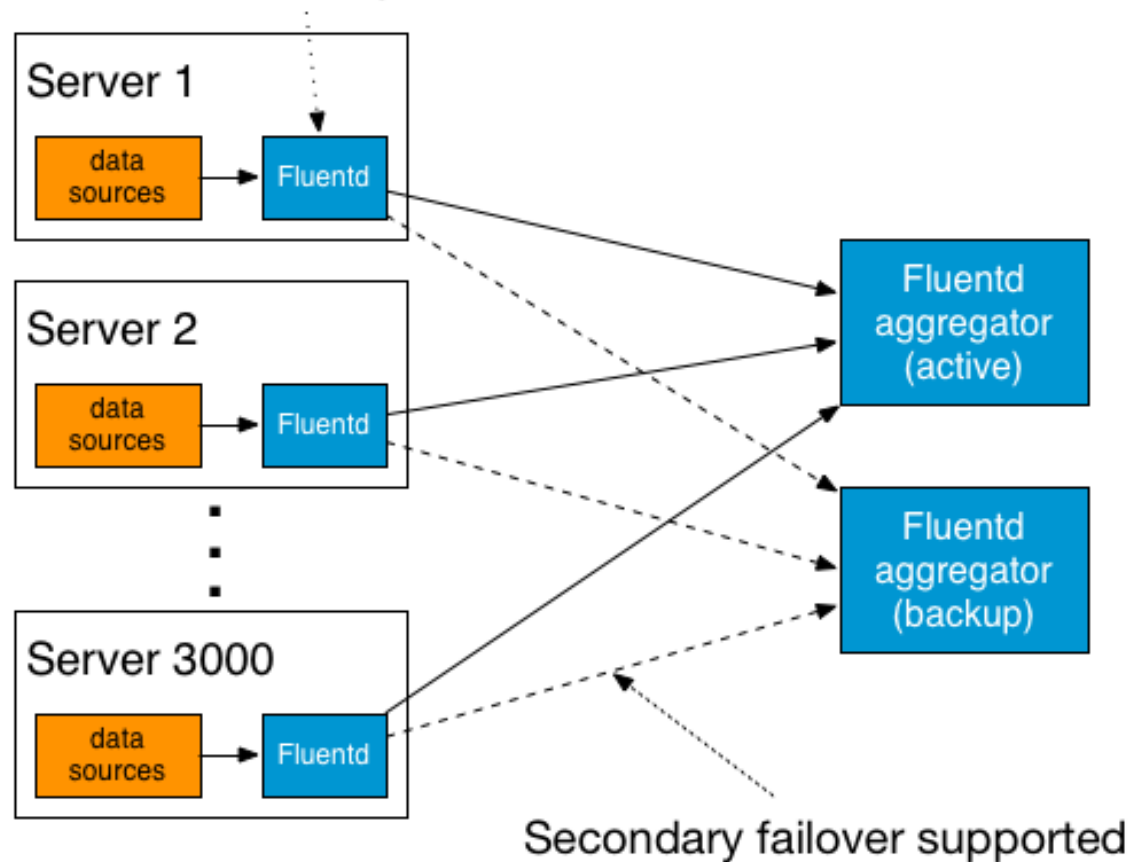 Server 1
data
sources
Fluentd
Server 2
data
sources
Fluentd
Server 3000
data
sources
Fluentd
Fluentd
aggregator
(active)
Fluentd
aggregator
(backup)
Secondary failover supported